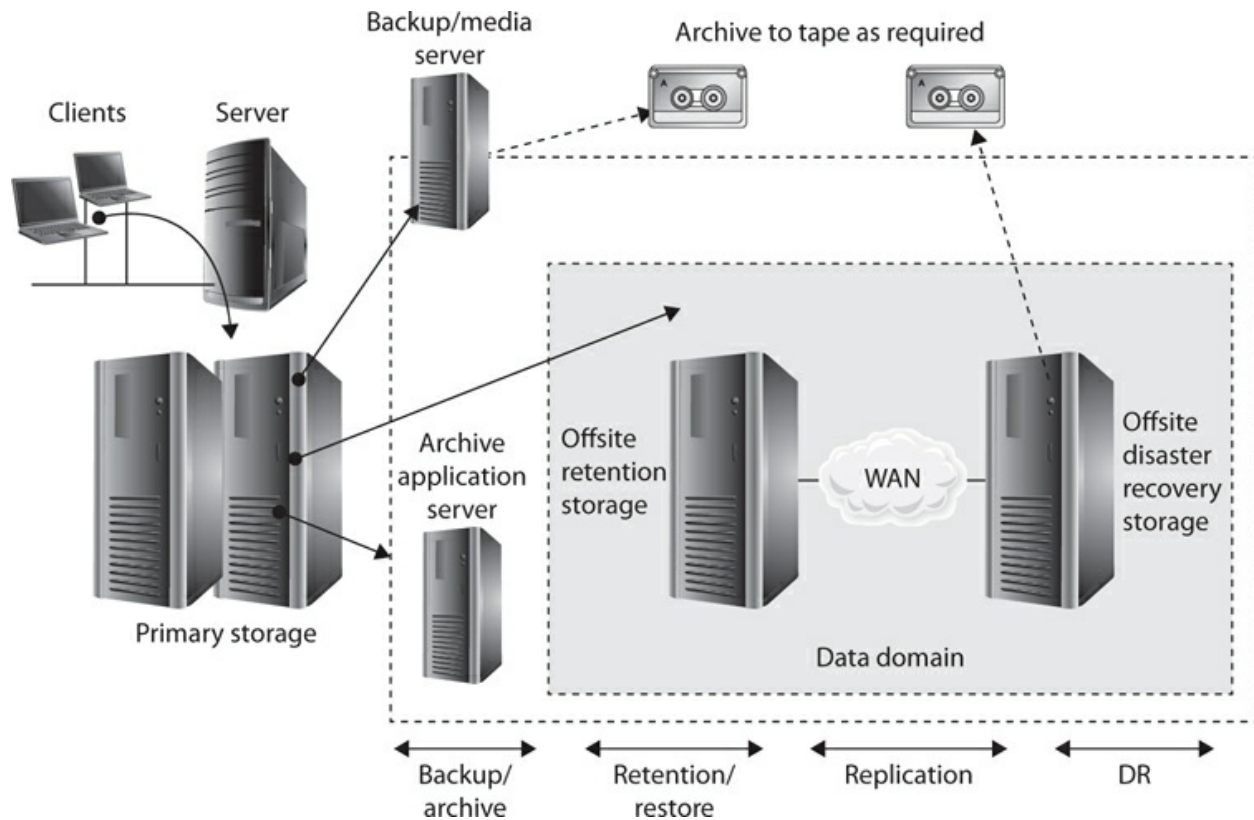 Backup/media
server
Archive to tape as required
A
A
Clients
Server
Archive
application
server
Offsite
retention
storage
WAN
Offsite
disaster
recovery
storage
Primary storage
Data domain
Backup/
archive
Retention/
restore
Replication
DR